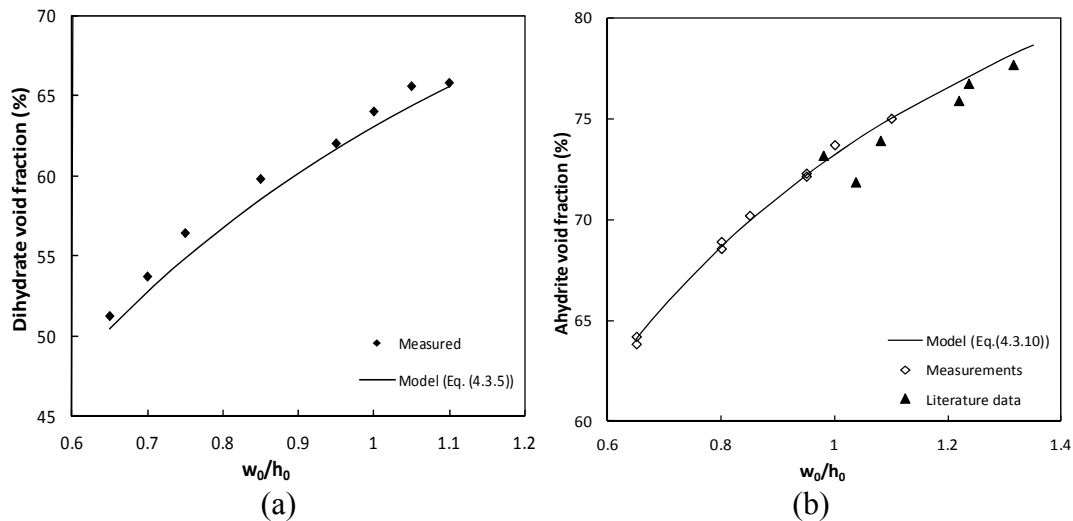 70
65
60
55
50
45
Dihydrate void fraction (%)
Measured
Model (Eq. (4.3.5))
0.6 0.7 0.8 0.9 1 1.1 1.2
w₀/h₀
(a)
80
75
70
65
60
Ahydrite void fraction (%)
Model (Eq.(4.3.10))
Measurements
Literature data
0.6 0.8 1 1.2 1.4
w₀/h₀
(b)